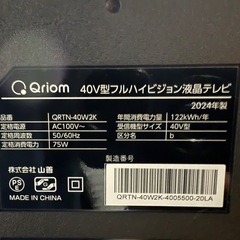 Qriom 40V型フルハイビジョン液晶テレビ
2024年製
品番 QRTN-40W2K 年間消費電力量 122kWh/年
定格電源 AC100V~ 受信機型サイズ 40V型
定格周波数 50/60Hz 区分名 b
定格消費電力 75W
株式会社 山善
製造番号
PS
E
MADE IN CHINA
QRTN-40W2K-4005500-20LA